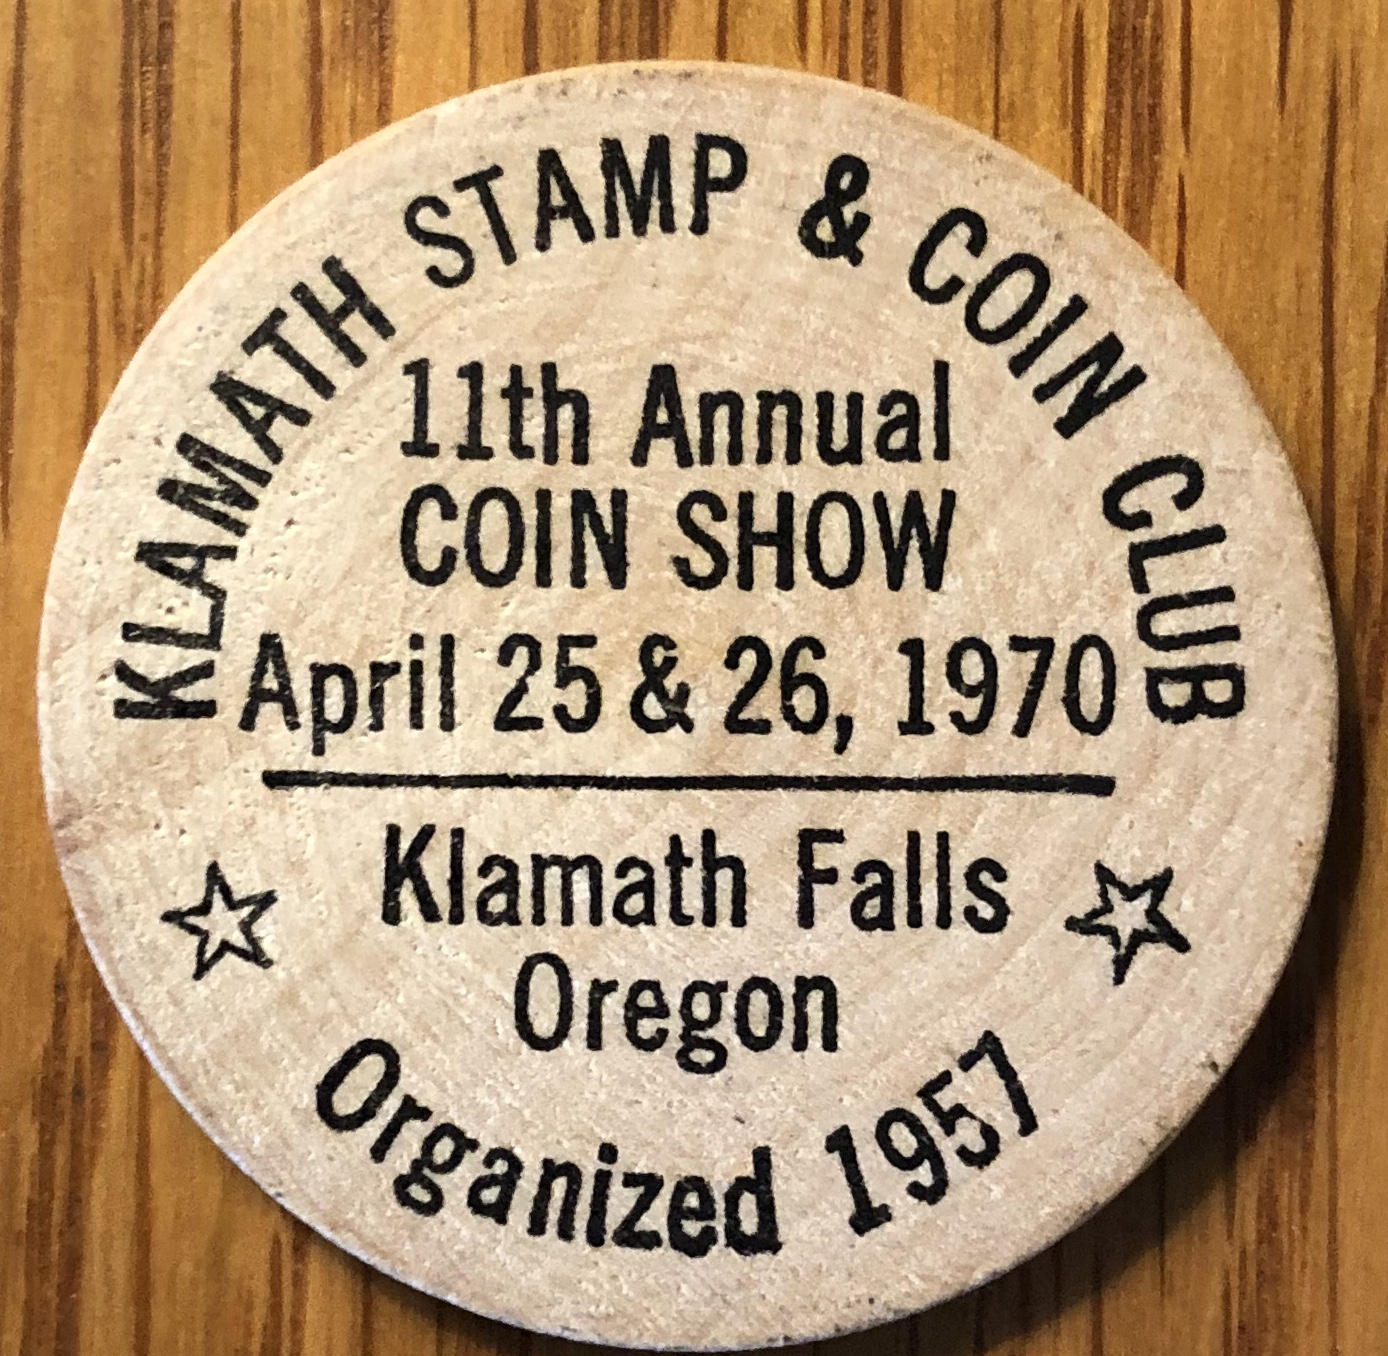 KLAMATH STAMP & COIN CLUB
11th Annual
COIN SHOW
April 25 & 26, 1970
Klamath Falls
Oregon
Organized 1957